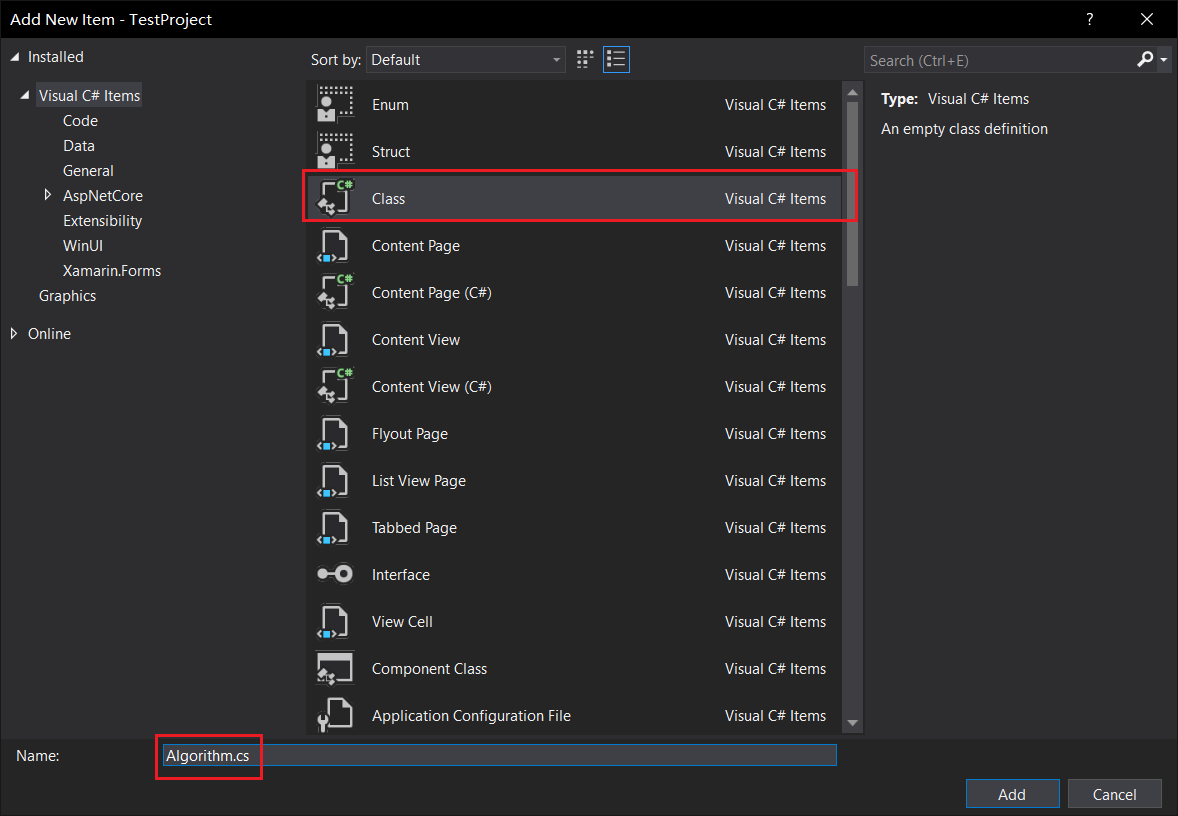 Add New Item - TestProject
?
Installed
Visual C# Items
Code
Data
General
AspNetCore
Extensibility
WinUI
Xamarin.Forms
Graphics
Online
Sort by: Default
Enum Visual C# Items
Struct Visual C# Items
C# Class Visual C# Items
Content Page Visual C# Items
C# Content Page (C#) Visual C# Items
Content View Visual C# Items
C# Content View (C#) Visual C# Items
Flyout Page Visual C# Items
List View Page Visual C# Items
Tabbed Page Visual C# Items
Interface Visual C# Items
View Cell Visual C# Items
Component Class Visual C# Items
Application Configuration File Visual C# Items
Search (Ctrl+E)
Type: Visual C# Items
An empty class definition
Name: Algorithm.cs
Add Cancel